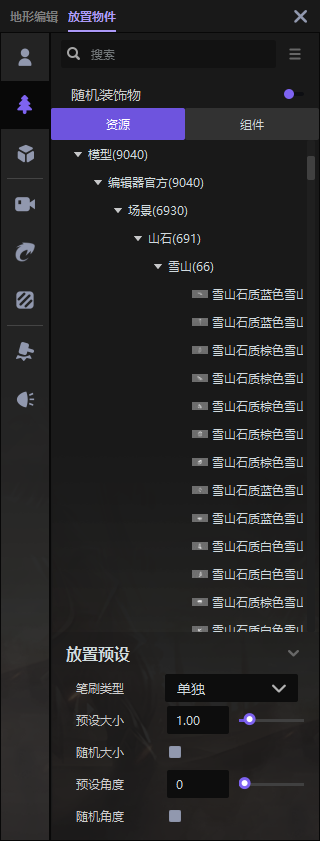 地形编辑 放置物件
搜索
随机装饰物
资源 组件
模型(9040)
编辑器官方(9040)
场景(6930)
山石(691)
雪山(66)
雪山石质蓝色雪山
雪山石质蓝色雪山
雪山石质棕色雪山
雪山石质棕色雪山
雪山石质棕色雪山
雪山石质棕色雪山
雪山石质棕色雪山
雪山石质蓝色雪山
雪山石质蓝色雪山
雪山石质白色雪山
雪山石质白色雪山
雪山石质棕色雪山
雪山石质白色雪山
放置预设
笔刷类型 单独
预设大小 1.00
随机大小
预设角度 0
随机角度